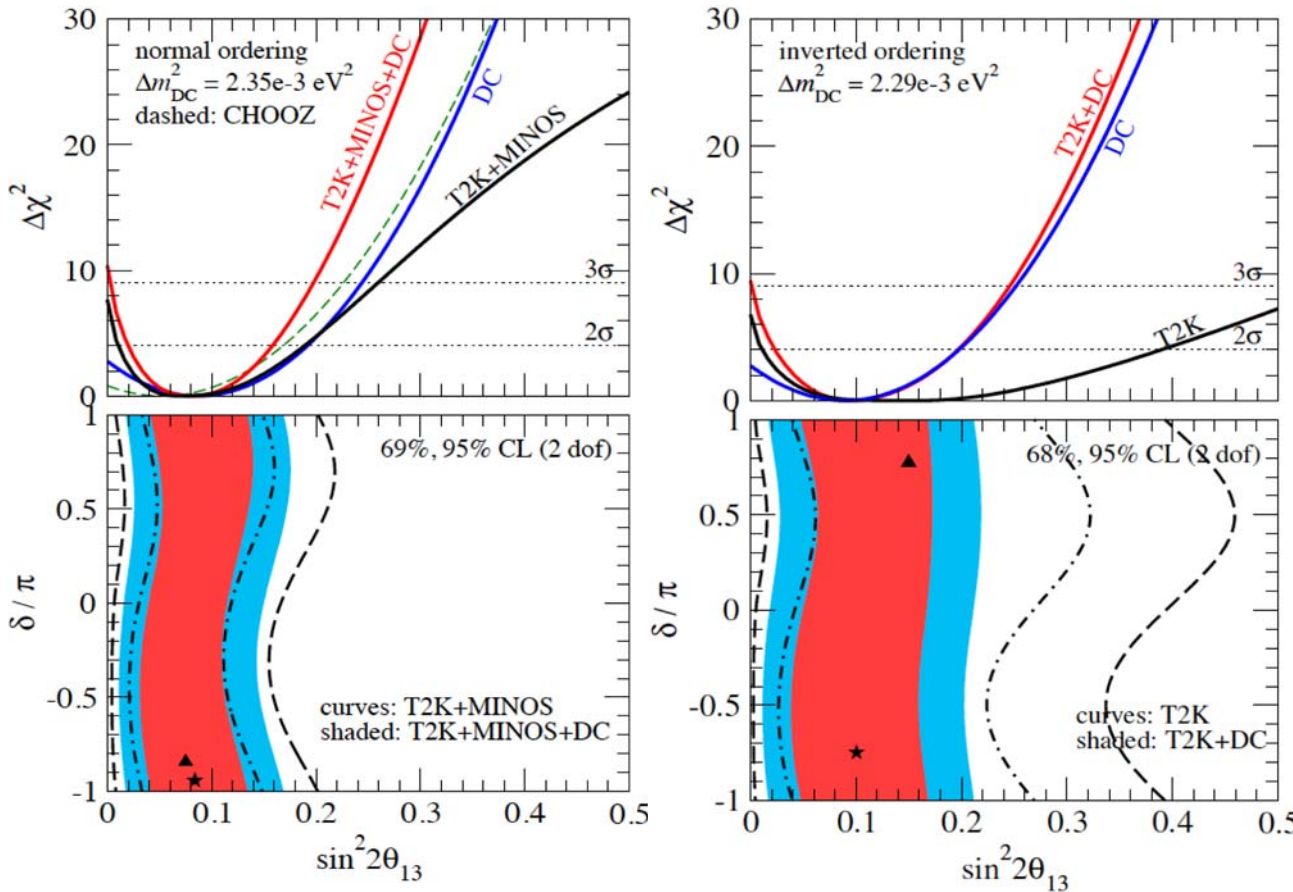 30
20
10
0
Δχ²
normal ordering
Δm²DC = 2.35e-3 eV²
dashed: CHOOZ
T2K+MINOS+DC
DC
T2K+MINOS
3σ
2σ
1
0.5
0
-0.5
-1
δ / π
69%, 95% CL (2 dof)
curves: T2K+MINOS
shaded: T2K+MINOS+DC
0
0.1
0.2
0.3
0.4
0.5
sin²2θ13
30
20
10
0
Δχ²
inverted ordering
Δm²DC = 2.29e-3 eV²
T2K+DC
DC
3σ
T2K
2σ
1
0.5
0
-0.5
-1
δ / π
68%, 95% CL (2 dof)
curves: T2K
shaded: T2K+DC
0
0.1
0.2
0.3
0.4
0.5
sin²2θ13